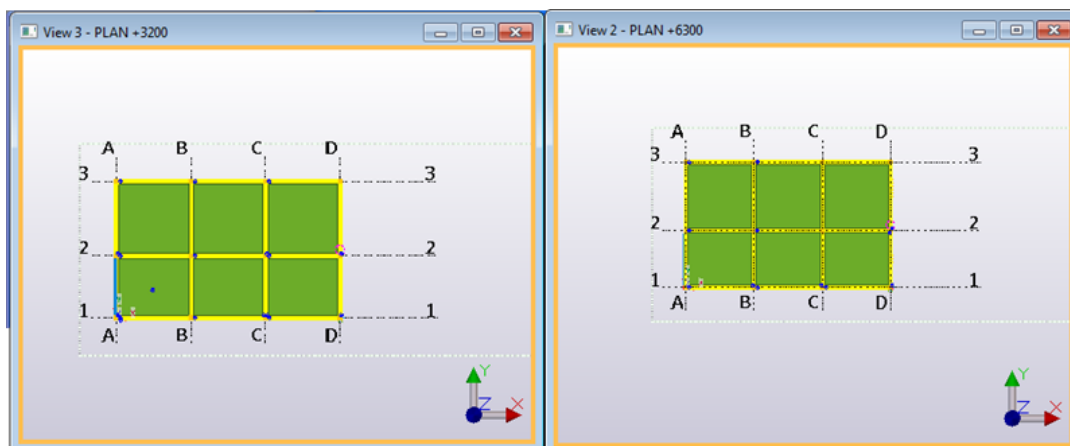 View 3 - PLAN +3200
A B C D
3 3
2 2
1 1
A B C D
Y
Z X
View 2 - PLAN +6300
A B C D
3 3
2 2
1 1
A B C D
Y
Z X